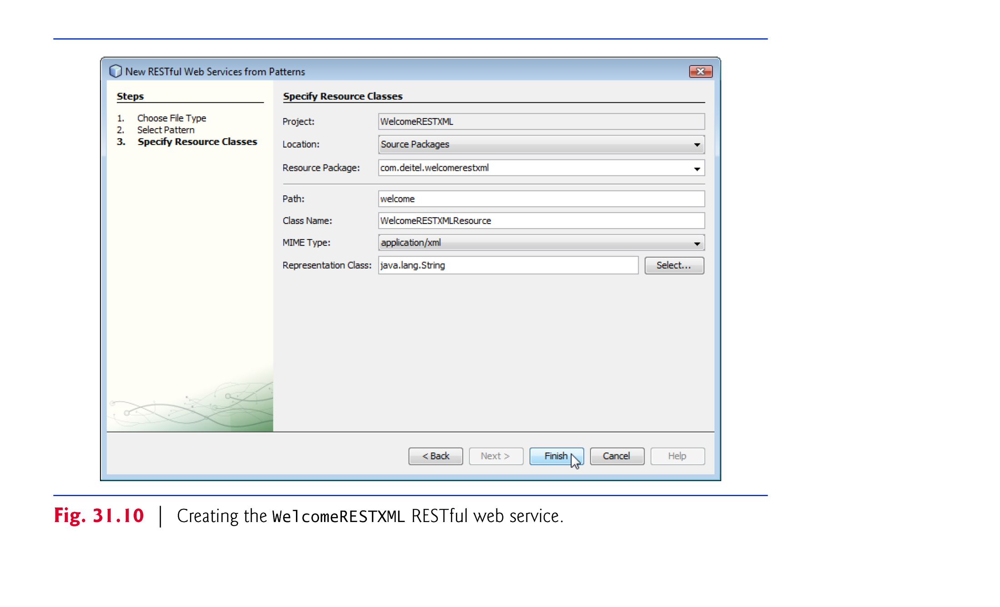 New RESTful Web Services from Patterns
Steps
1. Choose File Type
2. Select Pattern
3. Specify Resource Classes
Specify Resource Classes
Project: WelcomeRESTXML
Location: Source Packages
Resource Package: com.deitel.welcomerestxml
Path: welcome
Class Name: WelcomeRESTXMLResource
MIME Type: application/xml
Representation Class: java.lang.String Select...
< Back Next > Finish Cancel Help
Fig. 31.10 | Creating the WelcomeRESTXML RESTful web service.